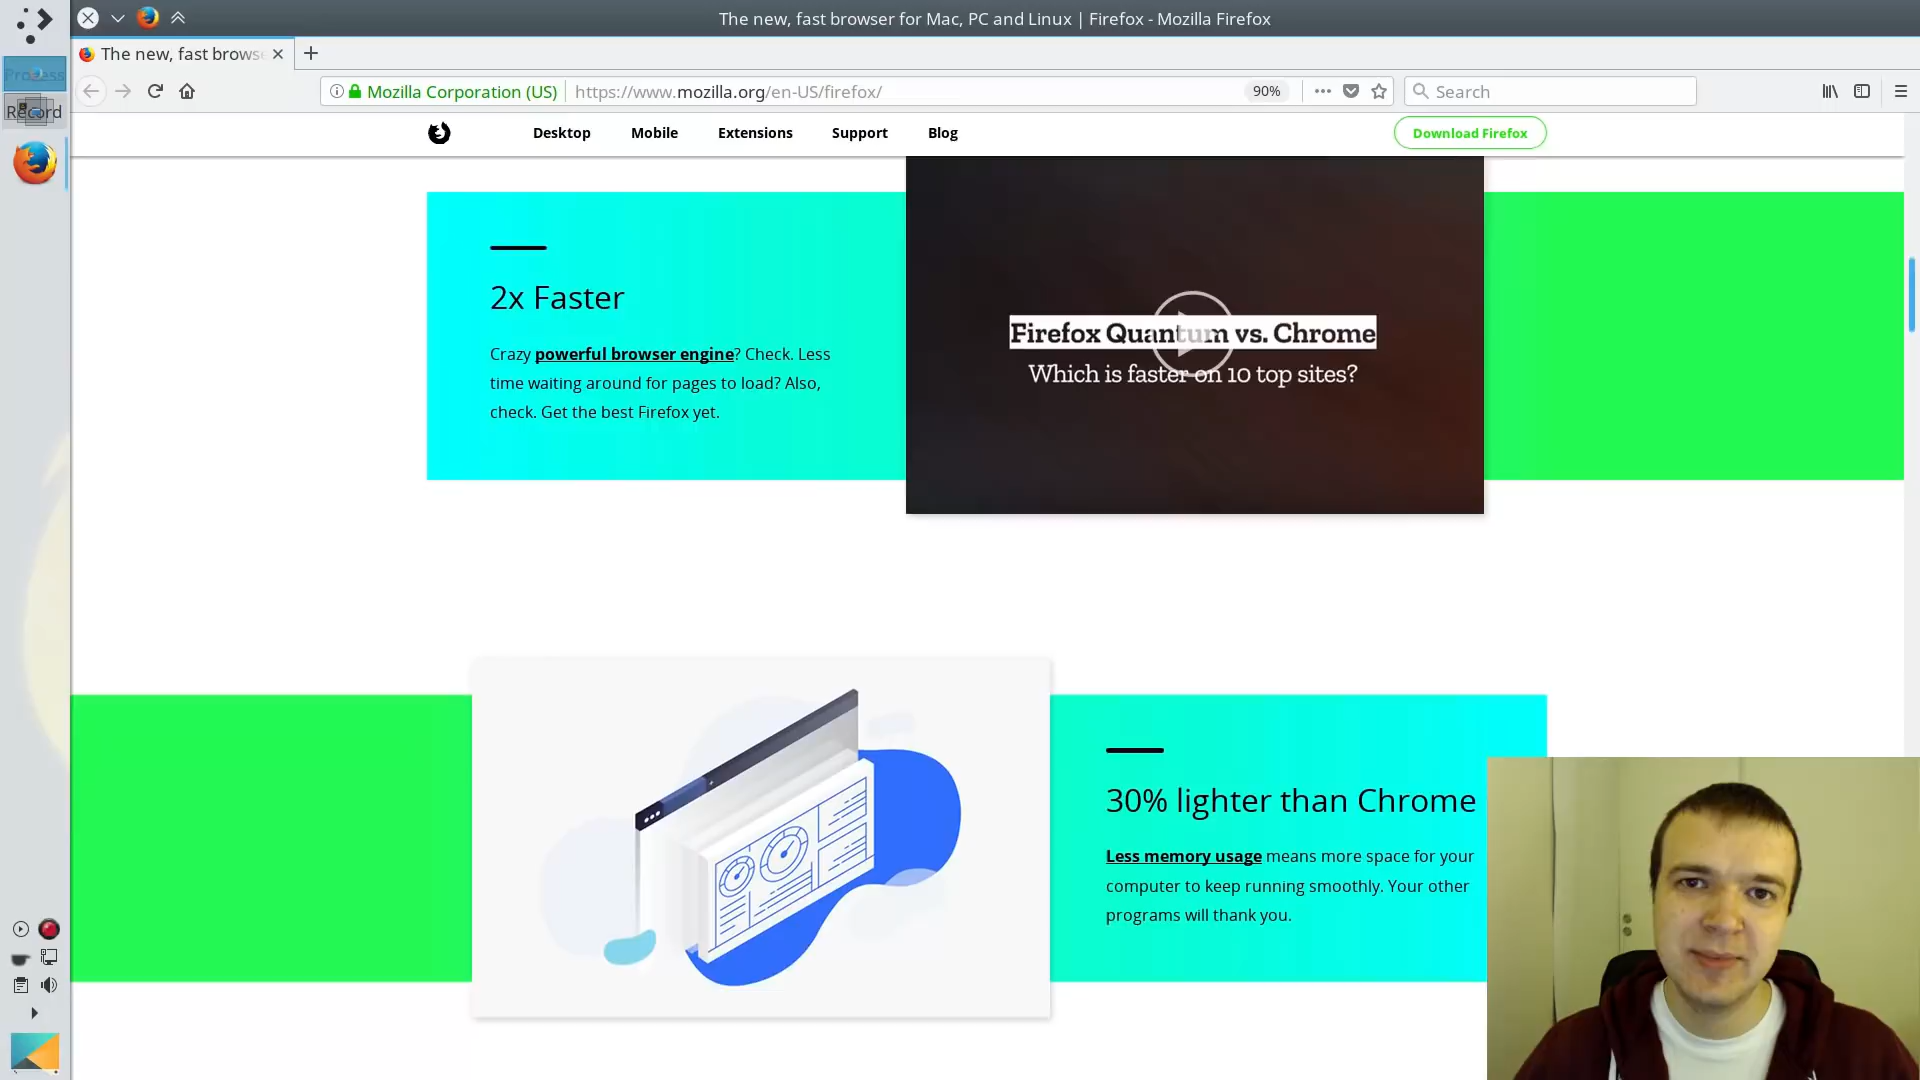 The new, fast browser for Mac, PC and Linux | Firefox - Mozilla Firefox
The new, fast browse
Process
Record
Mozilla Corporation (US)
https://www.mozilla.org/en-US/firefox/
90%
Search
Desktop
Mobile
Extensions
Support
Blog
Download Firefox
2x Faster
Crazy powerful browser engine? Check. Less
time waiting around for pages to load? Also,
check. Get the best Firefox yet.
Firefox Quantum vs. Chrome
Which is faster on 10 top sites?
30% lighter than Chrome
Less memory usage means more space for your
computer to keep running smoothly. Your other
programs will thank you.